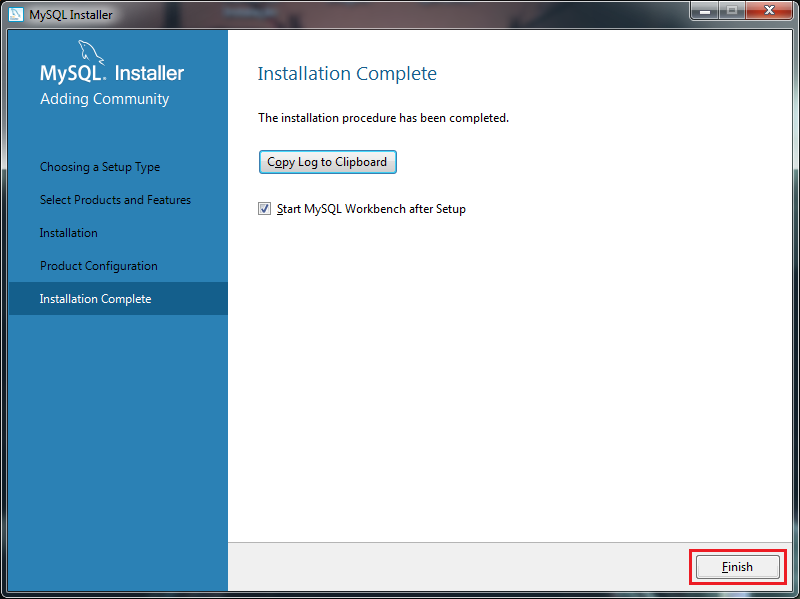 MySQL Installer
MySQL. Installer
Adding Community
Choosing a Setup Type
Select Products and Features
Installation
Product Configuration
Installation Complete
Installation Complete
The installation procedure has been completed.
Copy Log to Clipboard
Start MySQL Workbench after Setup
Finish